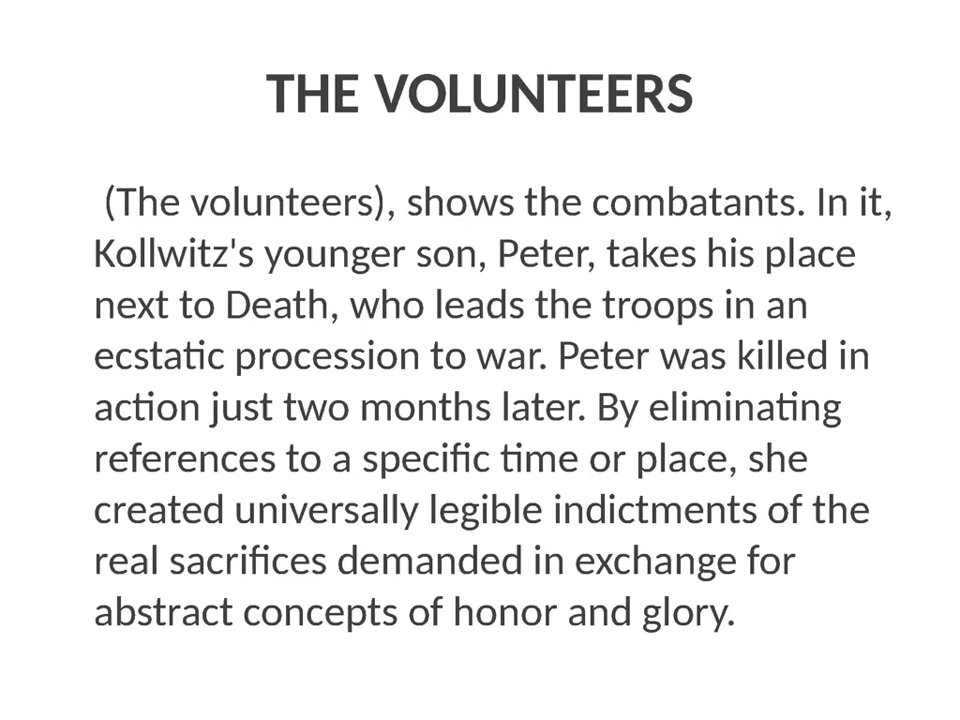 THE VOLUNTEERS
(The volunteers), shows the combatants. In it,
Kollwitz's younger son, Peter, takes his place
next to Death, who leads the troops in an
ecstatic procession to war. Peter was killed in
action just two months later. By eliminating
references to a specific time or place, she
created universally legible indictments of the
real sacrifices demanded in exchange for
abstract concepts of honor and glory.